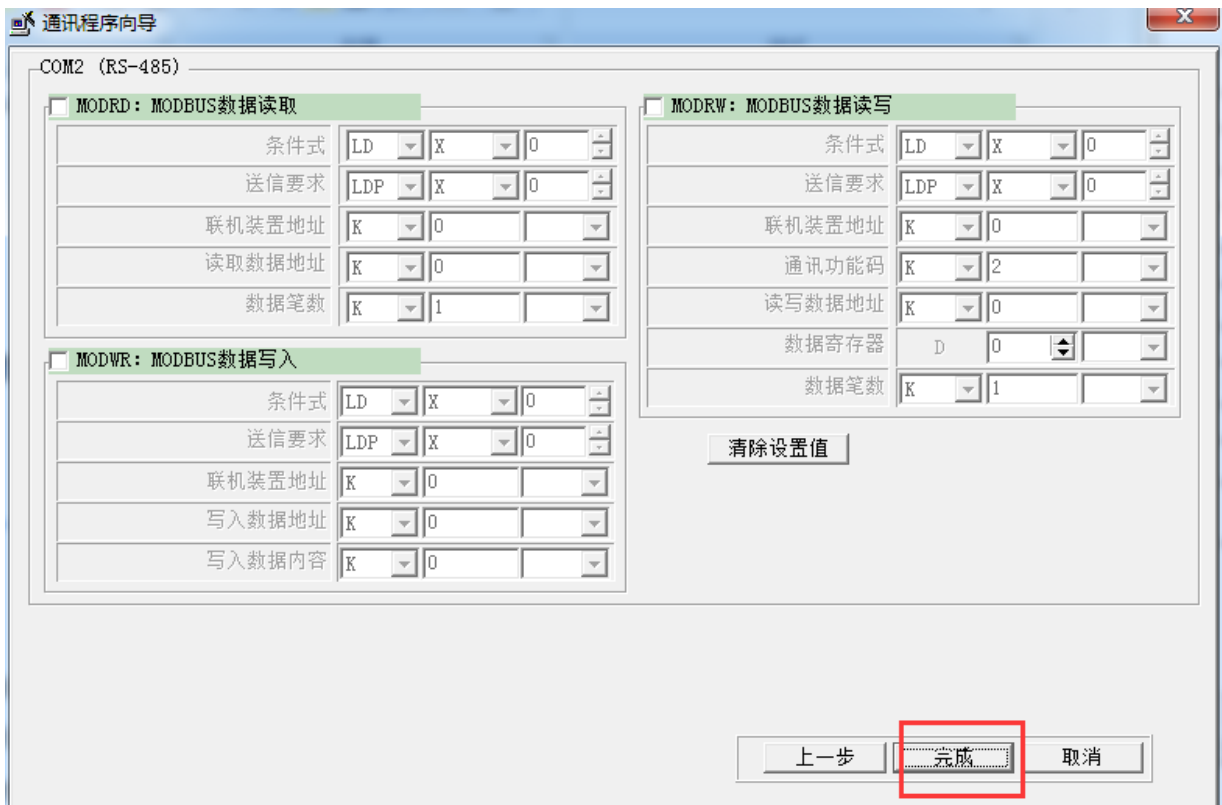 通讯程序向导
COM2 (RS-485)
MODRD: MODBUS数据读取
条件式 LD X 0
送信要求 LDP X 0
联机装置地址 K 0
读取数据地址 K 0
数据笔数 K 1
MODWR: MODBUS数据写入
条件式 LD X 0
送信要求 LDP X 0
联机装置地址 K 0
写入数据地址 K 0
写入数据内容 K 0
MODRW: MODBUS数据读写
条件式 LD X 0
送信要求 LDP X 0
联机装置地址 K 0
通讯功能码 K 2
读写数据地址 K 0
数据寄存器 D 0
数据笔数 K 1
清除设置值
上一步 完成 取消